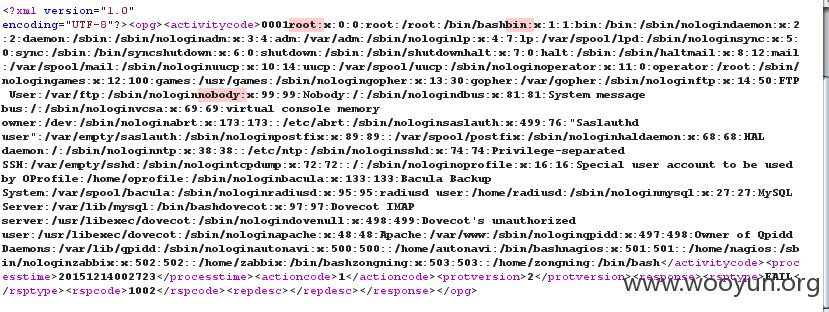 <?xml version="1.0"
encoding="UTF-8"?><opg><activitycode>0001root:x:0:0:root:/root:/bin/bashbin:x:1:1:bin:/bin:/sbin/nologindaemon:x:2
:2:daemon:/sbin:/sbin/nologinadm:x:3:4:adm:/var/adm:/sbin/nologinlp:x:4:7:lp:/var/spool/lpd:/sbin/nologinsync:x:5:
0:sync:/sbin:/bin/syncshutdown:x:6:0:shutdown:/sbin:/sbin/shutdownhalt:x:7:0:halt:/sbin:/sbin/haltmail:x:8:12:mail
:/var/spool/mail:/sbin/nologinuucp:x:10:14:uucp:/var/spool/uucp:/sbin/nologinoperator:x:11:0:operator:/root:/sbin/
nologingames:x:12:100:games:/usr/games:/sbin/nologingopher:x:13:30:gopher:/var/gopher:/sbin/nologinftp:x:14:50:FTP
User:/var/ftp:/sbin/nologinnobody:x:99:99:Nobody:/:/sbin/nologindbus:x:81:81:System message
bus:/:/sbin/nologinvcsa:x:69:69:virtual console memory
owner:/dev:/sbin/nologinabrt:x:173:173::/etc/abrt:/sbin/nologinsaslauth:x:499:76:"Saslauthd
user":/var/empty/saslauth:/sbin/nologinpostfix:x:89:89::/var/spool/postfix:/sbin/nologinhaldaemon:x:68:68:HAL
daemon:/:/sbin/nologinntp:x:38:38::/etc/ntp:/sbin/nologinsshd:x:74:74:Privilege-separated
SSH:/var/empty/sshd:/sbin/nologintcpdump:x:72:72::/:/sbin/nologinoprofile:x:16:16:Special user account to be used
by OProfile:/home/oprofile:/sbin/nologinbacula:x:133:133:Bacula Backup
System:/var/spool/bacula:/sbin/nologinradiusd:x:95:95:radiusd user:/home/radiusd:/sbin/nologinmysql:x:27:27:MySQL
Server:/var/lib/mysql:/bin/bashdovecot:x:97:97:Dovecot IMAP
server:/usr/libexec/dovecot:/sbin/nologindovenull:x:498:499:Dovecot's unauthorized
user:/usr/libexec/dovecot:/sbin/nologinapache:x:48:48:Apache:/var/www:/sbin/nologinqpidd:x:497:498:Owner of Qpidd
Daemons:/var/lib/qpidd:/sbin/nologinautonavi:x:500:500::/home/autonavi:/bin/bashnagios:x:501:501::/home/nagios:/sb
in/nologinzabbix:x:502:502::/home/zabbix:/bin/bashzongning:x:503:503::/home/zongning:/bin/bash</activitycode><proc
esstime>20151214002723</processtime><actioncode>1</actioncode><protversion>2</protversion><response><rsptype>FAIL<
/rsptype><rspcode>1002</rspcode><repdesc></repdesc></response></opg>
www.wooyun.org